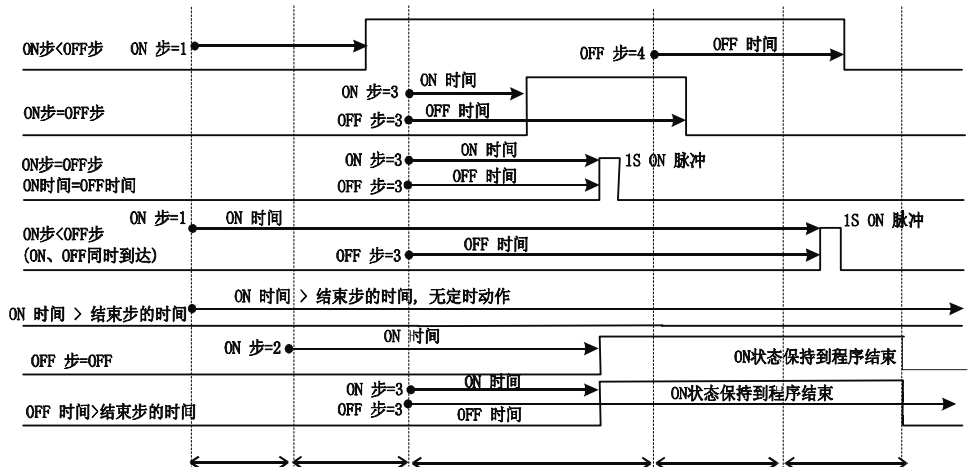 ON步<OFF步 ON 步=1 OFF 步=4 OFF 时间
ON步=OFF步 ON 步=3 ON 时间
OFF 步=3 OFF 时间
ON步=OFF步
ON时间=OFF时间 ON 步=3 ON 时间 1S ON 脉冲
OFF 步=3 OFF 时间
ON步<OFF步
(ON、OFF同时到达) ON 步=1 ON 时间 1S ON 脉冲
OFF 步=3 OFF 时间
ON 时间 > 结束步的时间 ON 时间 > 结束步的时间, 无定时动作
OFF 步=OFF ON 步=2 ON 时间 ON状态保持到程序结束
OFF 时间>结束步的时间 ON 步=3 ON 时间 ON状态保持到程序结束
OFF 步=3 OFF 时间